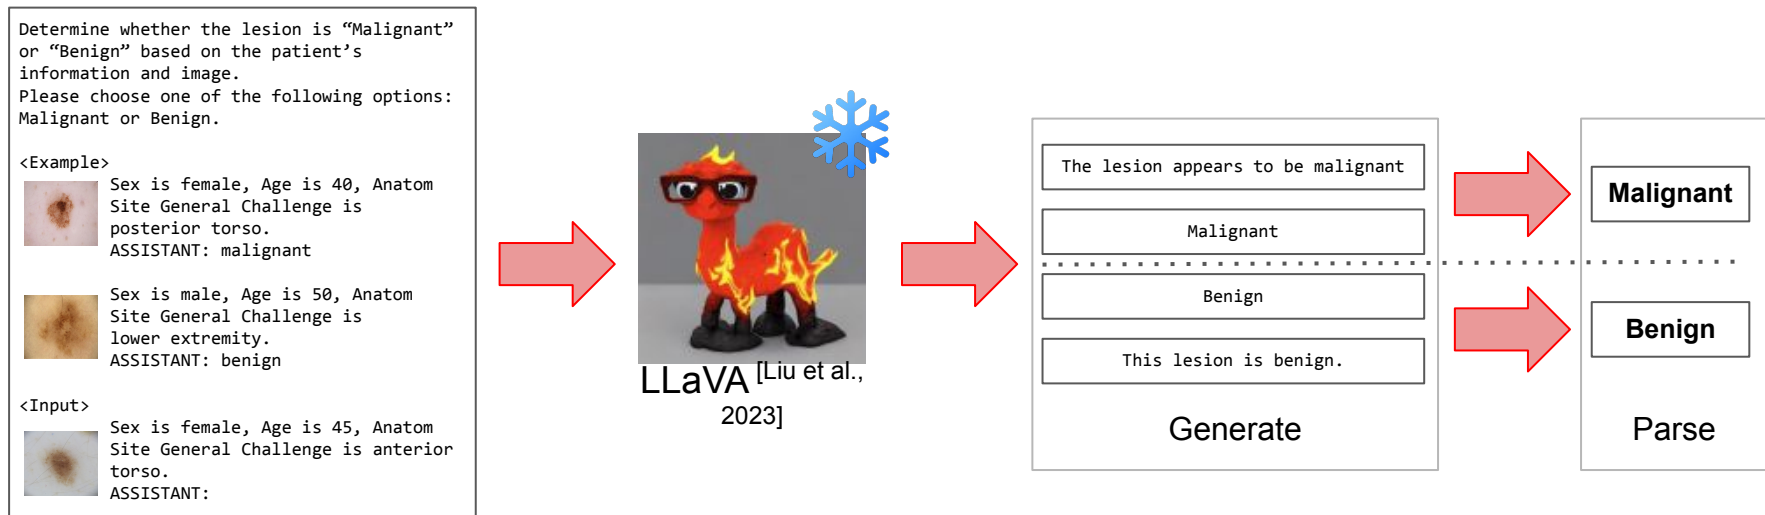 Determine whether the lesion is “Malignant”
or “Benign” based on the patient’s
information and image.
Please choose one of the following options:
Malignant or Benign.
<Example>
Sex is female, Age is 40, Anatom
Site General Challenge is
posterior torso.
ASSISTANT: malignant
Sex is male, Age is 50, Anatom
Site General Challenge is
lower extremity.
ASSISTANT: benign
<Input>
Sex is female, Age is 45, Anatom
Site General Challenge is anterior
torso.
ASSISTANT:
LLaVA [Liu et al.,
2023]
The lesion appears to be malignant
Malignant
Benign
This lesion is benign.
Generate
Malignant
Benign
Parse